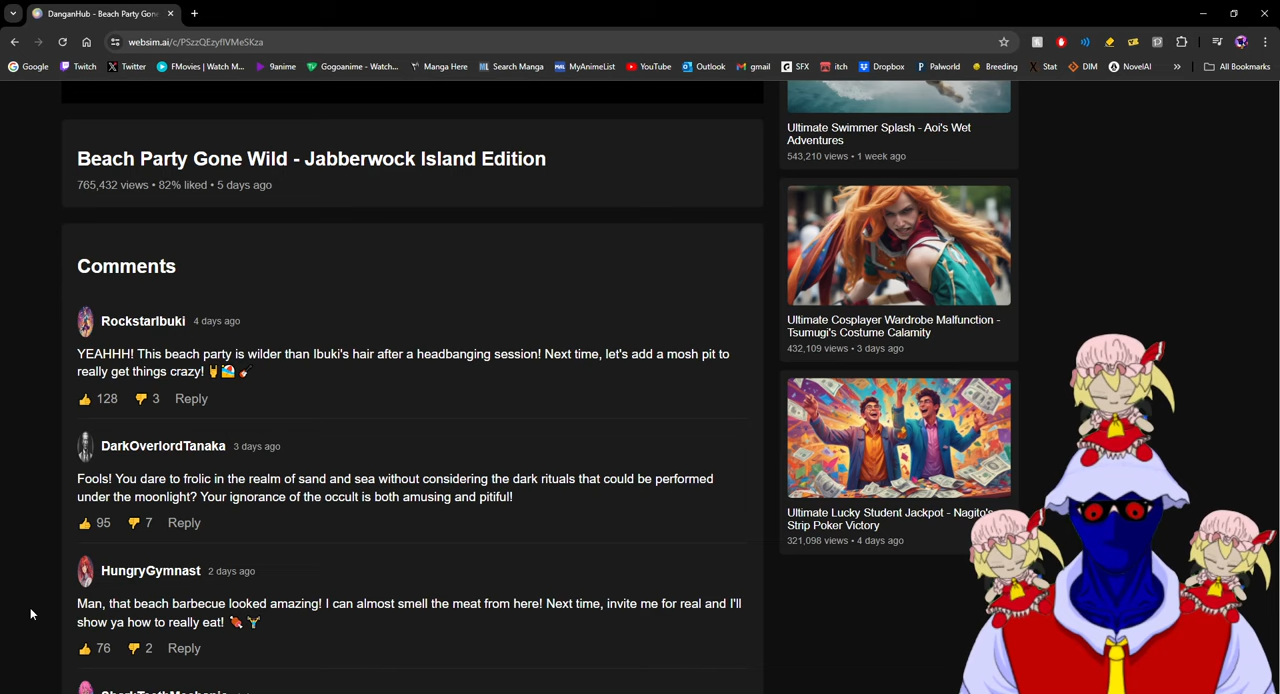 DanganHub - Beach Party Gone
websim.ai/c/PSzzQEzyflVMeSKza
Google Twitch Twitter FMovies | Watch M... 9anime Gogoanime - Watch... Manga Here Search Manga MyAnimeList YouTube Outlook gmail SFX itch Dropbox Palworld Breeding Stat DIM NovelAI » All Bookmarks
Beach Party Gone Wild - Jabberwock Island Edition
765,432 views • 82% liked • 5 days ago
Comments
RockstarIbuki 4 days ago
YEAHHH! This beach party is wilder than Ibuki's hair after a headbanging session! Next time, let's add a mosh pit to
really get things crazy! 🤘🏖️🎸
👍 128 👎 3 Reply
DarkOverlordTanaka 3 days ago
Fools! You dare to frolic in the realm of sand and sea without considering the dark rituals that could be performed
under the moonlight? Your ignorance of the occult is both amusing and pitiful!
👍 95 👎 7 Reply
HungryGymnast 2 days ago
Man, that beach barbecue looked amazing! I can almost smell the meat from here! Next time, invite me for real and I'll
show ya how to really eat! 🍖🏋️
👍 76 👎 2 Reply
Ultimate Swimmer Splash - Aoi's Wet
Adventures
543,210 views • 1 week ago
Ultimate Cosplayer Wardrobe Malfunction -
Tsumugi's Costume Calamity
432,109 views • 3 days ago
Ultimate Lucky Student Jackpot - Nagito's
Strip Poker Victory
321,098 views • 4 days ago